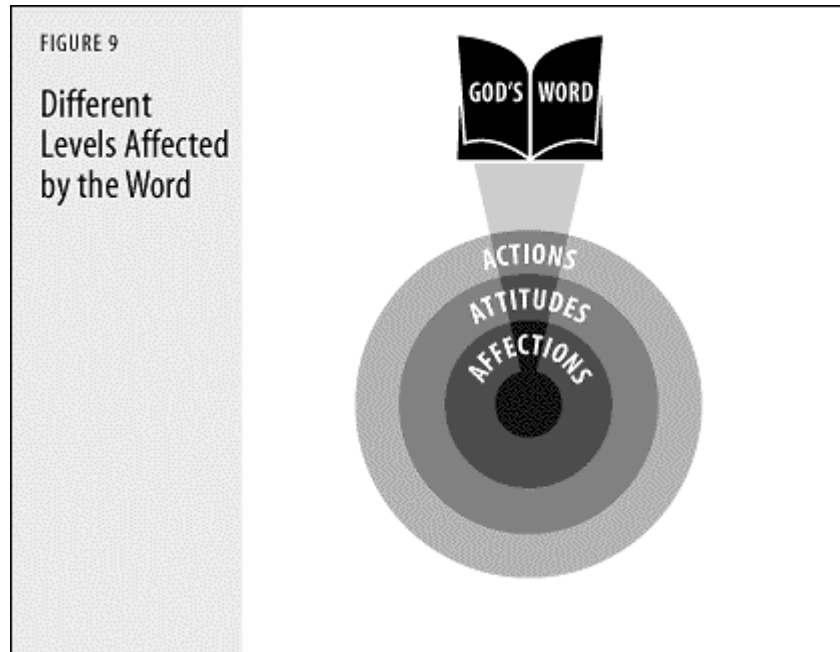 FIGURE 9
Different
Levels Affected
by the Word
GOD'S WORD
ACTIONS
ATTITUDES
AFFECTIONS